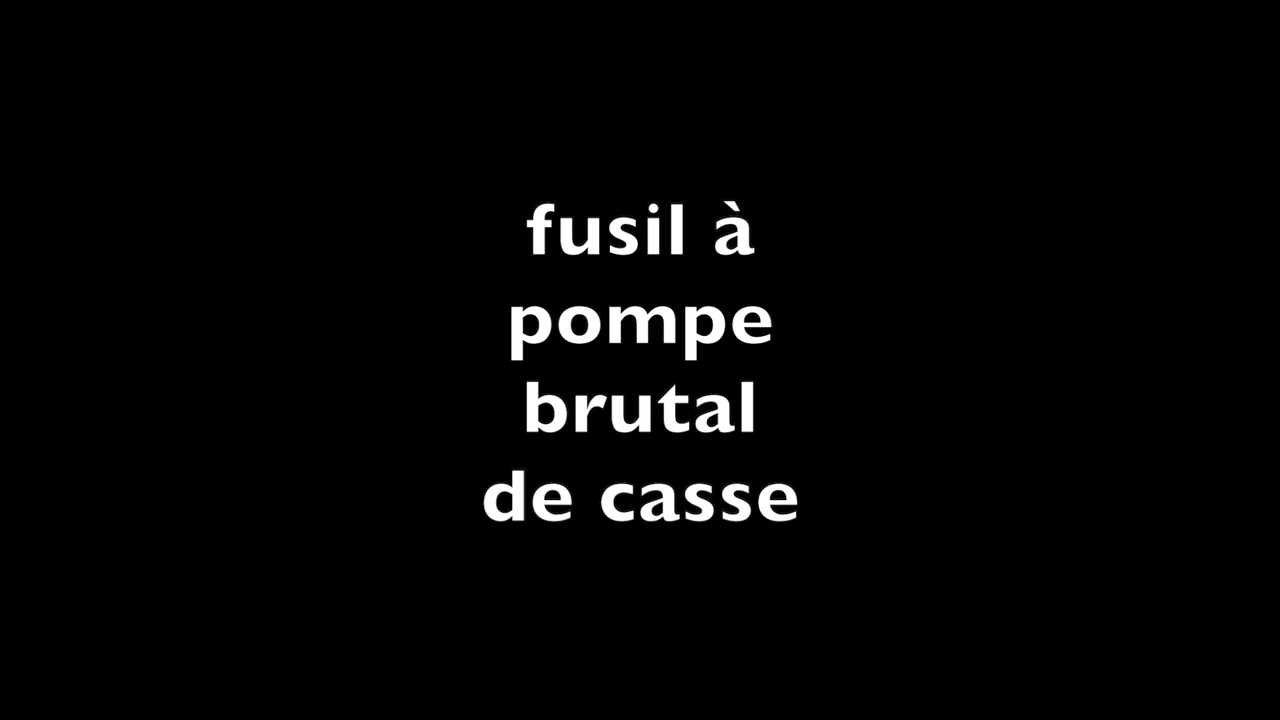 fusil à
pompe
brutal
de casse